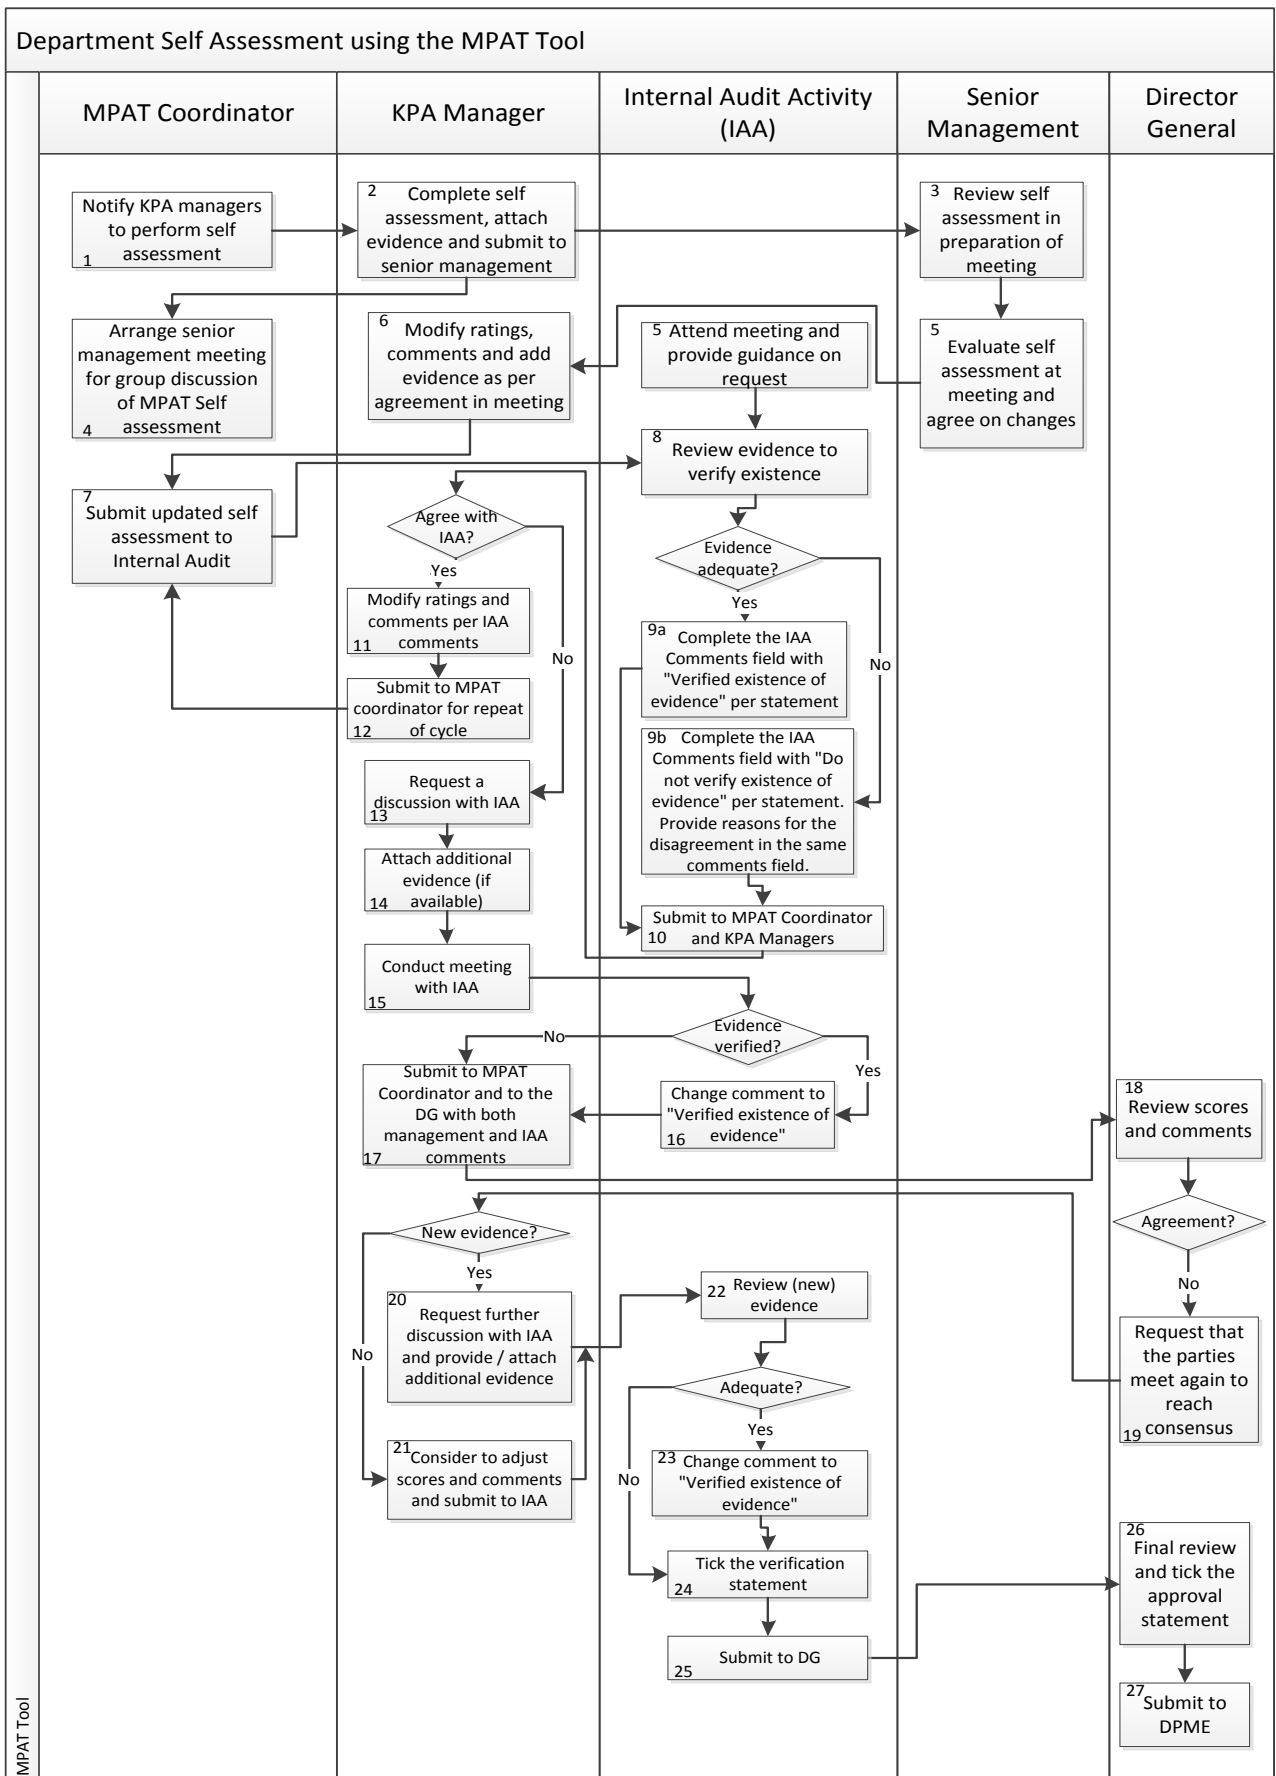 Department Self Assessment using the MPAT Tool
MPAT Tool
MPAT Coordinator
KPA Manager
Internal Audit Activity
(IAA)
Senior
Management
Director
General
Notify KPA managers
to perform self
assessment
1
2
Complete self
assessment, attach
evidence and submit to
senior management
3
Review self
assessment in
preparation of
meeting
Arrange senior
management meeting
for group discussion
of MPAT Self
assessment
4
6
Modify ratings,
comments and add
evidence as per
agreement in meeting
5 Attend meeting and
provide guidance on
request
5
Evaluate self
assessment at
meeting and
agree on changes
7
Submit updated self
assessment to
Internal Audit
8
Review evidence to
verify existence
Agree with
IAA?
Yes
No
Evidence
adequate?
Yes
No
Modify ratings and
comments per IAA
11 comments
Submit to MPAT
coordinator for repeat
12 of cycle
9a Complete the IAA
Comments field with
"Verified existence of
evidence" per statement
9b Complete the IAA
Comments field with "Do
not verify existence of
evidence" per statement.
Provide reasons for the
disagreement in the same
comments field.
Request a
discussion with IAA
13
Attach additional
evidence (if
14 available)
Submit to MPAT Coordinator
10 and KPA Managers
Conduct meeting
with IAA
15
Evidence
verified?
No
Yes
Submit to MPAT
Coordinator and to the
DG with both
management and IAA
17 comments
Change comment to
"Verified existence of
16 evidence"
18
Review scores
and comments
Agreement?
No
New evidence?
Yes
No
20
Request further
discussion with IAA
and provide / attach
additional evidence
22 Review (new)
evidence
Request that
the parties
meet again to
reach
19 consensus
Adequate?
Yes
No
21 Consider to adjust
scores and comments
and submit to IAA
23 Change comment to
"Verified existence of
evidence"
Tick the verification
24 statement
26
Final review
and tick the
approval
statement
Submit to DG
25
27
Submit to
DPME